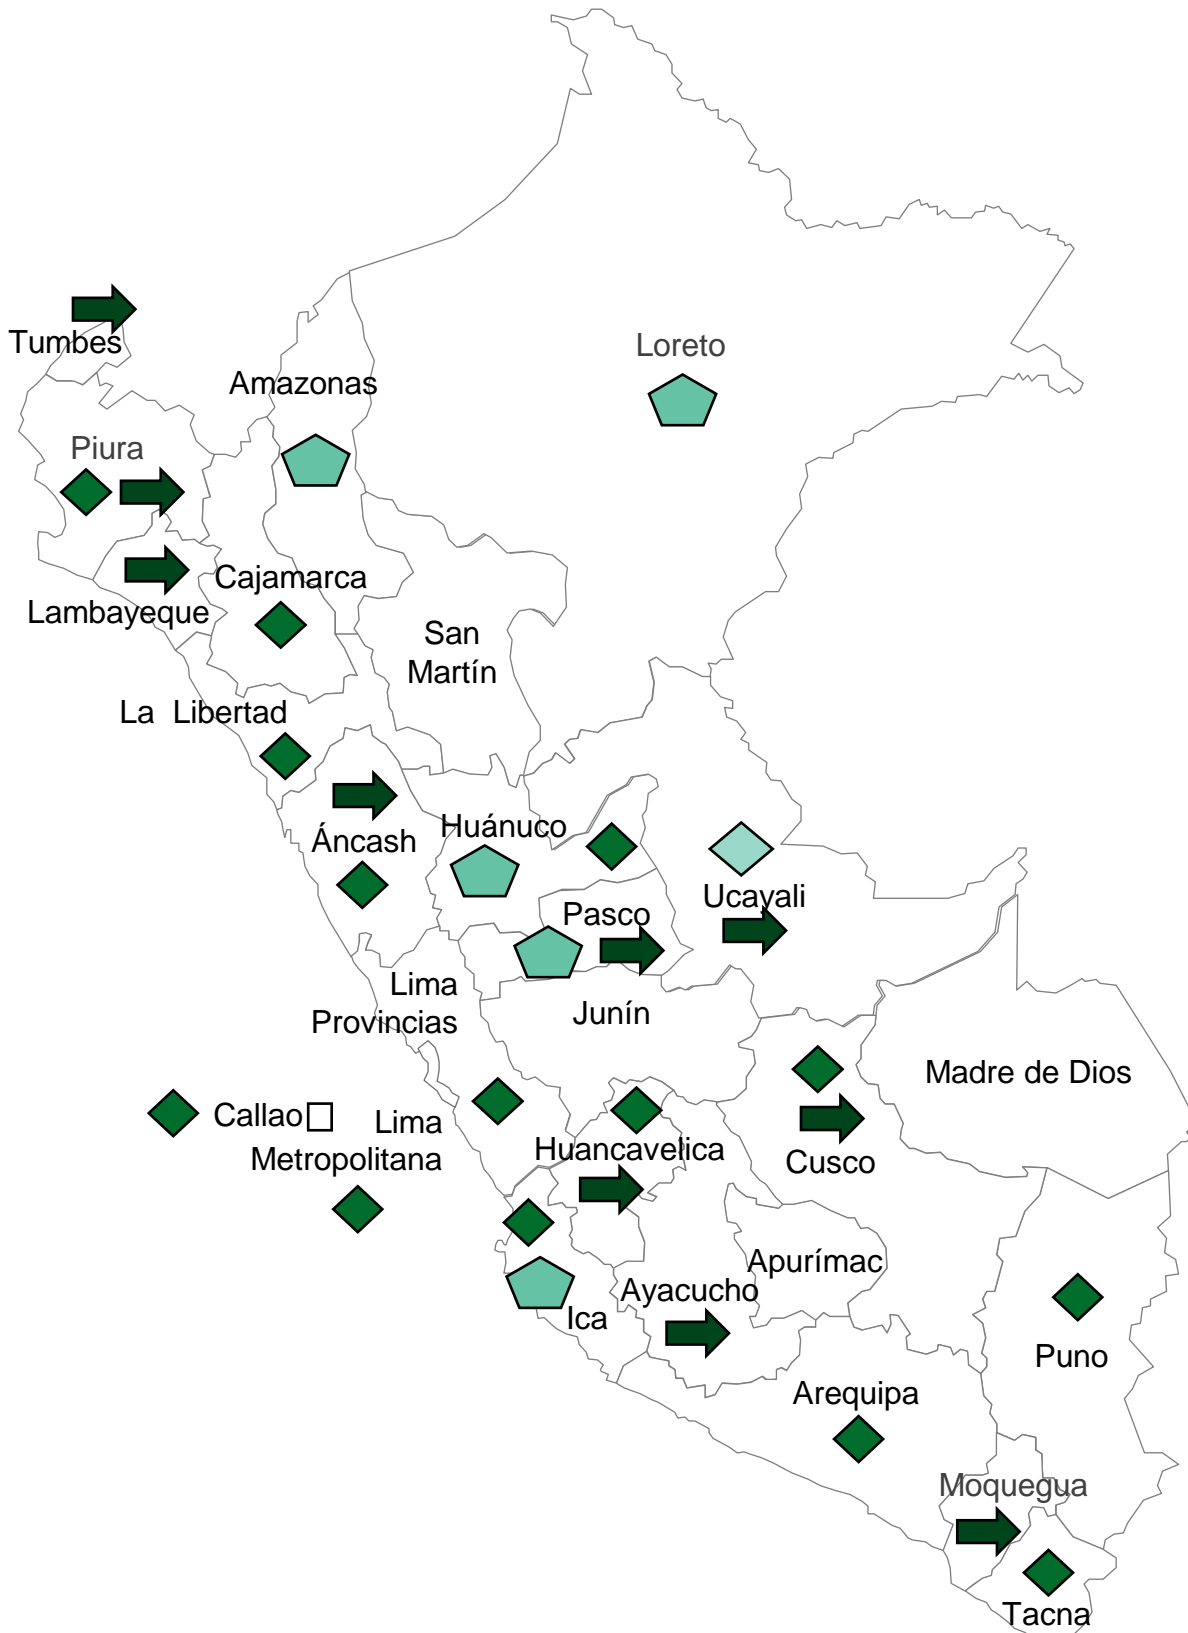 Tumbes
Loreto
Amazonas
Piura
Cajamarca
Lambayeque
San
Martín
La Libertad
Huánuco
Áncash
Ucayali
Pasco
Lima
Provincias
Junín
Madre de Dios
Callao
Lima
Metropolitana
Huancavelica
Cusco
Apurímac
Ayacucho
Ica
Puno
Arequipa
Moquegua
Tacna